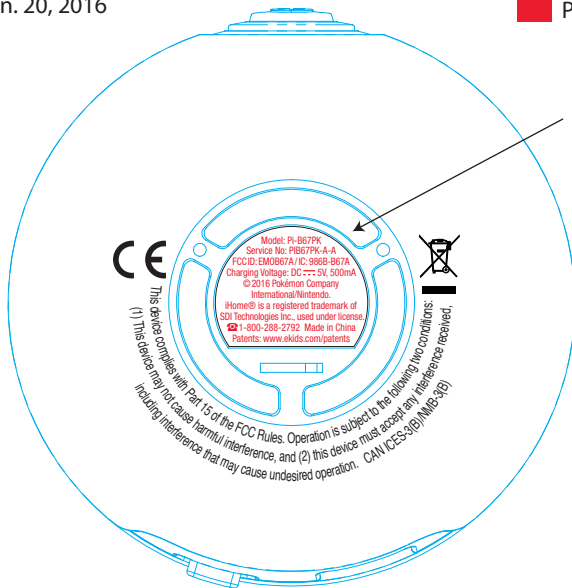 n. 20, 2016
P
CE
Model: Pi-B67PK
Service No: PIB67PK-A-A
FCC ID: EMOB67A / IC: 986B-B67A
Charging Voltage: DC 5V, 500mA
© 2016 Pokémon Company
International/Nintendo.
iHome® is a registered trademark of
SDI Technologies Inc., used under license.
☎1-800-288-2792 Made in China
Patents: www.ekids.com/patents
This device complies with Part 15 of the FCC Rules. Operation is subject to the following two conditions:
(1) This device may not cause harmful interference, and (2) this device must accept any interference received,
including interference that may cause undesired operation. CAN ICES-3(B)/NMB-3(B)